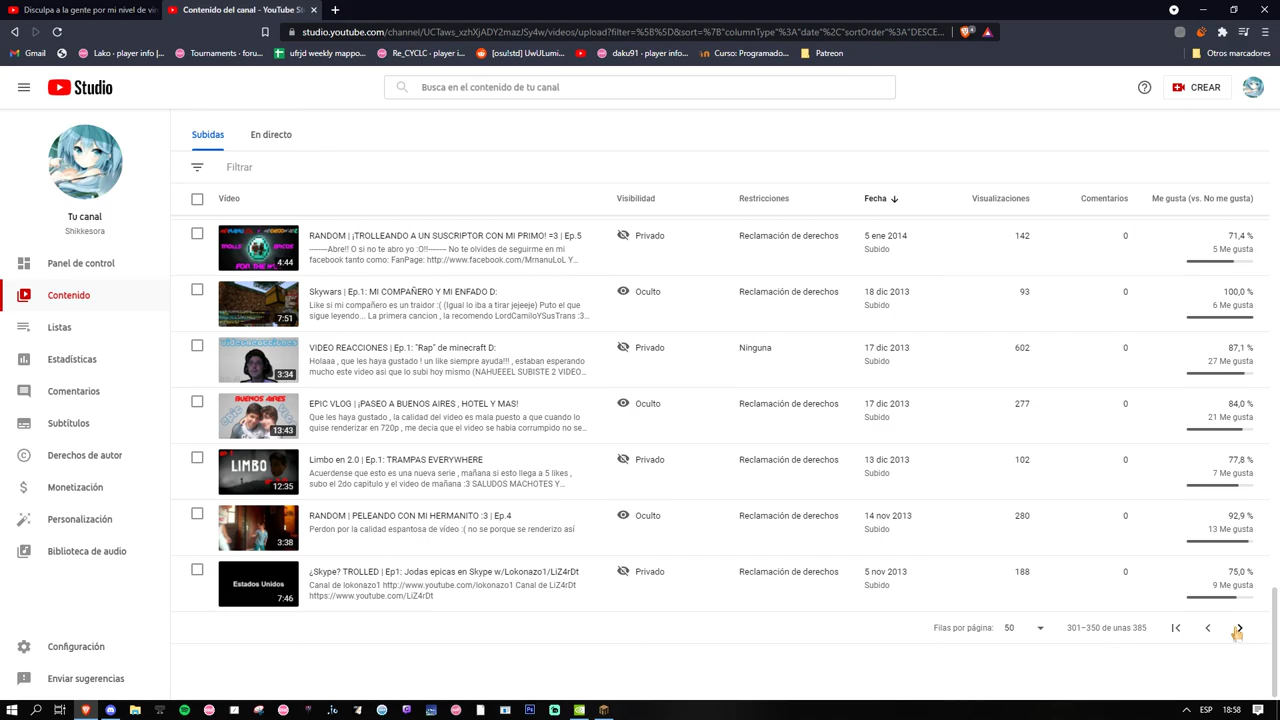 Disculpa a la gente por mi nivel de vin
Contenido del canal - YouTube St
studio.youtube.com/channel/UCTaws_xzhXjADY2mazJSy4w/videos/upload?filter=%5B%5D&sort=%7B"columnType"%3A"date"%2C"sortOrder"%3A"DESCE...
Gmail
Tournaments - foru...
Comunidad
Re_CYCLC - miembr...
[osu!std] UwULumi...
daku91 - información...
Curso: Programado...
Patreon
Otros marcadores
Studio
Busca en el contenido de tu canal
CREAR
Subidas
En directo
Filtrar
Tu canal
Shikkesora
Panel de control
Contenido
Listas
Estadísticas
Comentarios
Subtítulos
Derechos de autor
Monetización
Personalización
Biblioteca de audio
Configuración
Enviar sugerencias
Vídeo Visibilidad Restricciones Fecha Visualizaciones Comentarios Me gusta (vs. No me gusta)
4:44
RANDOM | ¡TROLLEANDO A UN SUSCRIPTOR CON MI PRIMO! =3 | Ep.5 Privado Reclamación de derechos 5 ene 2014 142 0 71,4 %
-------Abre!! O si no te abro yo :O!!------- No te olvides de seguirme en mi Subido 5 Me gusta
facebook tanto como: FanPage: http://www.facebook.com/MrnanuLoL Y...
7:51
Skywars | Ep.1: MI COMPAÑERO Y MI ENFADO D: Oculto Reclamación de derechos 18 dic 2013 93 0 100,0 %
Like si mi compañero es un traidor :( (Igual lo iba a tirar jejeje) Puto el que Subido 6 Me gusta
sigue leyendo... La primera cancion , la recomendo LordCamiloYSusTrans :3...
3:34
VIDEO REACCIONES | Ep.1: "Rap" de minecraft D: Privado Ninguna 17 dic 2013 602 0 87,1 %
Holaaa , que les haya gustado ! un like siempre ayuda!!! , estaban esperando Subido 27 Me gusta
mucho este video asi que lo subi hoy mismo (NAHUEEEL SUBISTE 2 VIDEO...
EPIC VLOG
BUENOS AIRES
13:43
EPIC VLOG | ¡PASEO A BUENOS AIRES , HOTEL Y MAS! Oculto Reclamación de derechos 17 dic 2013 277 0 84,0 %
Que les haya gustado , la calidad del video es mala puesto a que cuando lo Subido 21 Me gusta
quise renderizar en 720p , me decia que el video se habia corrompido no se...
LIMBO
12:35
Limbo en 2.0 | Ep.1: TRAMPAS EVERYWHERE Privado Reclamación de derechos 13 dic 2013 102 0 77,8 %
Acuerdense que esto es una nueva serie , mañana si esto llega a 5 likes , Subido 7 Me gusta
subo el 2do capitulo y el video de mañana :3 SALUDOS MACHOTES Y...
3:38
RANDOM | PELEANDO CON MI HERMANITO :3 | Ep.4 Oculto Reclamación de derechos 14 nov 2013 280 0 92,9 %
Perdon por la calidad espantosa de vídeo :( no se porque se renderizo así Subido 13 Me gusta
Estados Unidos
7:46
¿Skype? TROLLED | Ep1: Jodas epicas en Skype w/Lokonazo1/LiZ4rDt Privado Reclamación de derechos 5 nov 2013 188 0 75,0 %
Canal de lokonazo1 http://www.youtube.com/lokonazo1 Canal de LiZ4rDt Subido 9 Me gusta
https://www.youtube.com/LiZ4rDt
Filas por página: 50 301–350 de unas 385
ESP 18:58